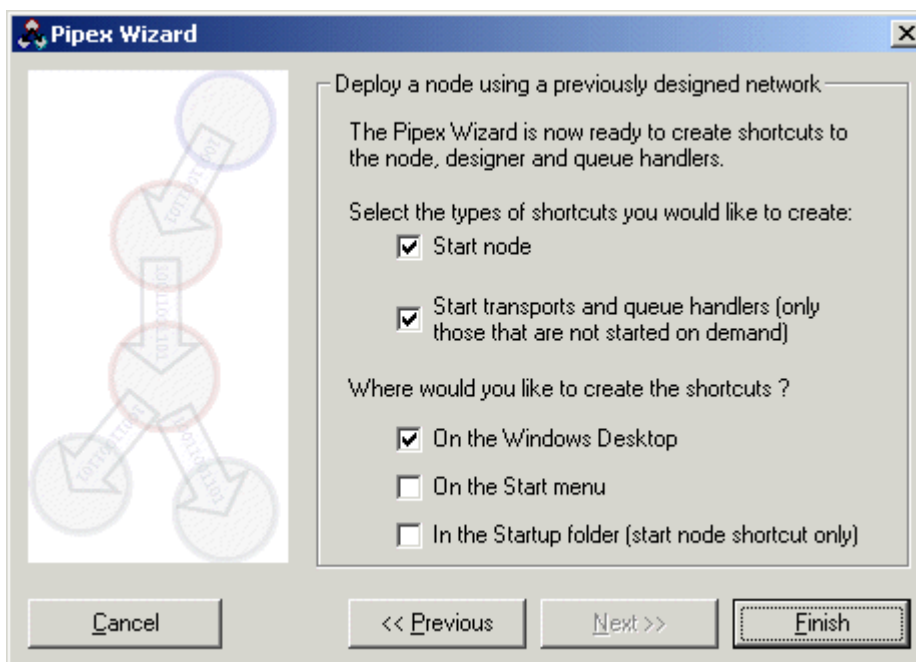 Pipex Wizard
Deploy a node using a previously designed network
The Pipex Wizard is now ready to create shortcuts to
the node, designer and queue handlers.
Select the types of shortcuts you would like to create:
Start node
Start transports and queue handlers (only
those that are not started on demand)
Where would you like to create the shortcuts ?
On the Windows Desktop
On the Start menu
In the Startup folder (start node shortcut only)
Cancel
<< Previous
Next >>
Finish